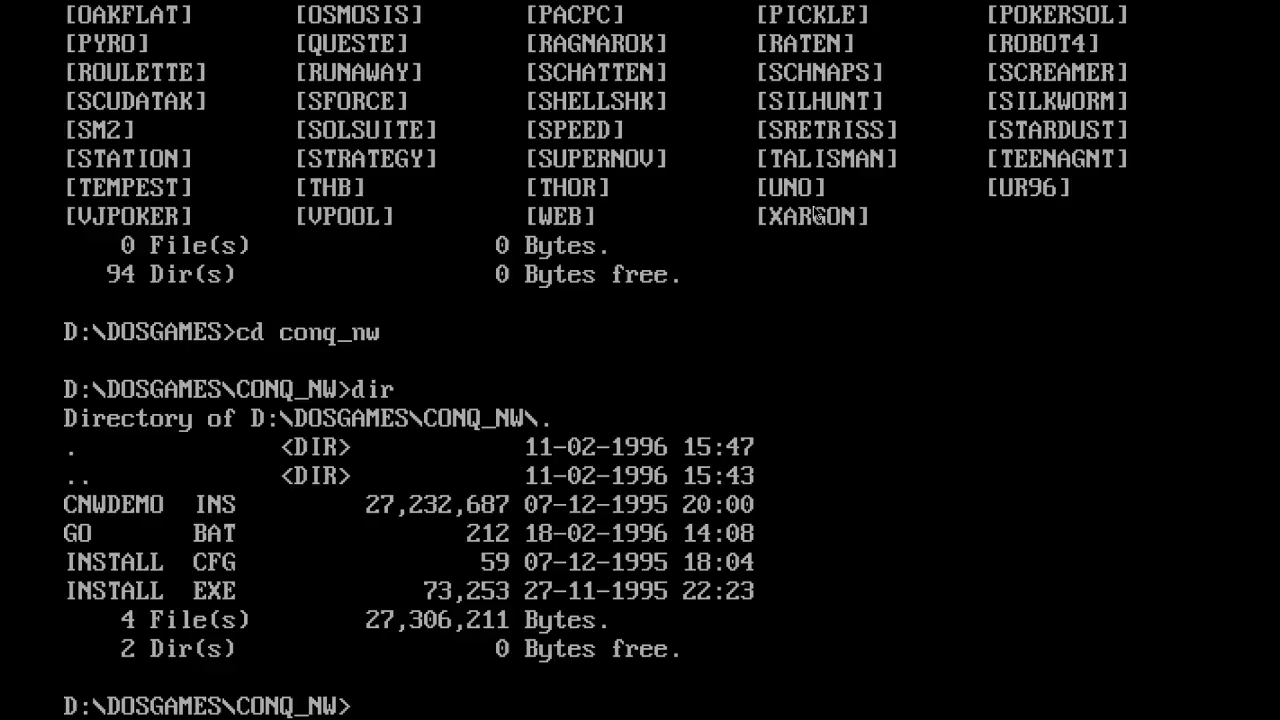 [OAKFLAT] [OSMOSIS] [PACPC] [PICKLE] [POKERSOL]
[PYRO] [QUESTE] [RAGNAROK] [RATEN] [ROBOT4]
[ROULETTE] [RUNAWAY] [SCHATTEN] [SCHNAPS] [SCREAMER]
[SCUDATAK] [SFORCE] [SHELLSHK] [SILHUNT] [SILKWORM]
[SM2] [SOLSUITE] [SPEED] [SRETRISS] [STARDUST]
[STATION] [STRATEGY] [SUPERNOV] [TALISMAN] [TEENAGNT]
[TEMPEST] [THB] [THOR] [UNO] [UR96]
[VJPOKER] [VPOOL] [WEB] [XARGON]
0 File(s) 0 Bytes.
94 Dir(s) 0 Bytes free.
D:\DOSGAMES>cd conq_nw
D:\DOSGAMES\CONQ_NW>dir
Directory of D:\DOSGAMES\CONQ_NW\.
. <DIR> 11-02-1996 15:47
.. <DIR> 11-02-1996 15:43
CNWDEMO INS 27,232,687 07-12-1995 20:00
GO BAT 212 18-02-1996 14:08
INSTALL CFG 59 07-12-1995 18:04
INSTALL EXE 73,253 27-11-1995 22:23
4 File(s) 27,306,211 Bytes.
2 Dir(s) 0 Bytes free.
D:\DOSGAMES\CONQ_NW>